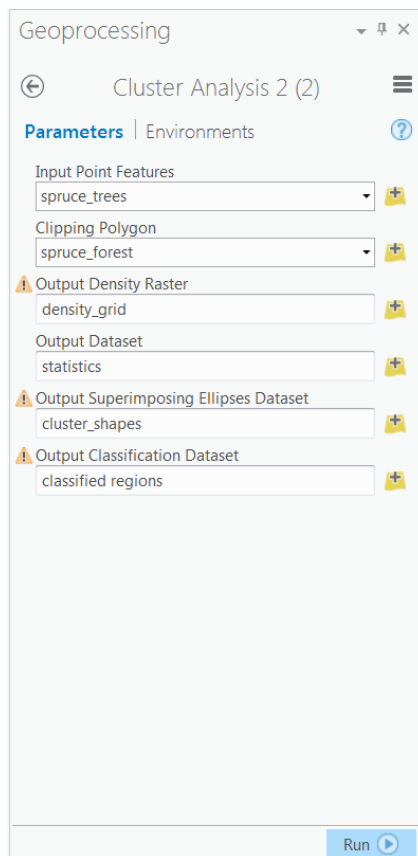 Geoprocessing
Cluster Analysis 2 (2)
Parameters | Environments
Input Point Features
spruce_trees
Clipping Polygon
spruce_forest
Output Density Raster
density_grid
Output Dataset
statistics
Output Superimposing Ellipses Dataset
cluster_shapes
Output Classification Dataset
classified regions
Run